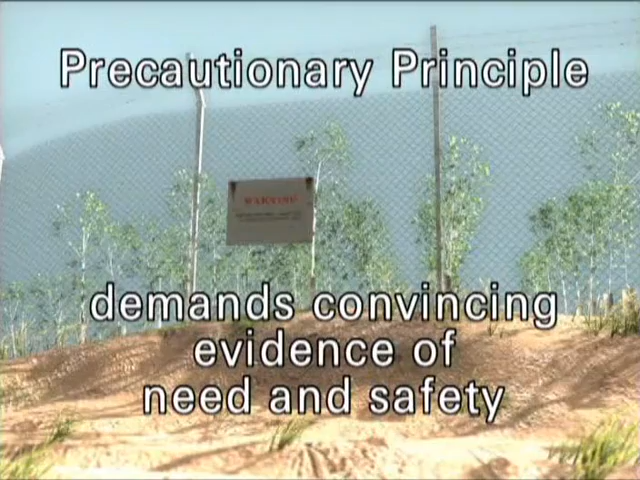 Precautionary Principle
WARNING
demands convincing
evidence of
need and safety